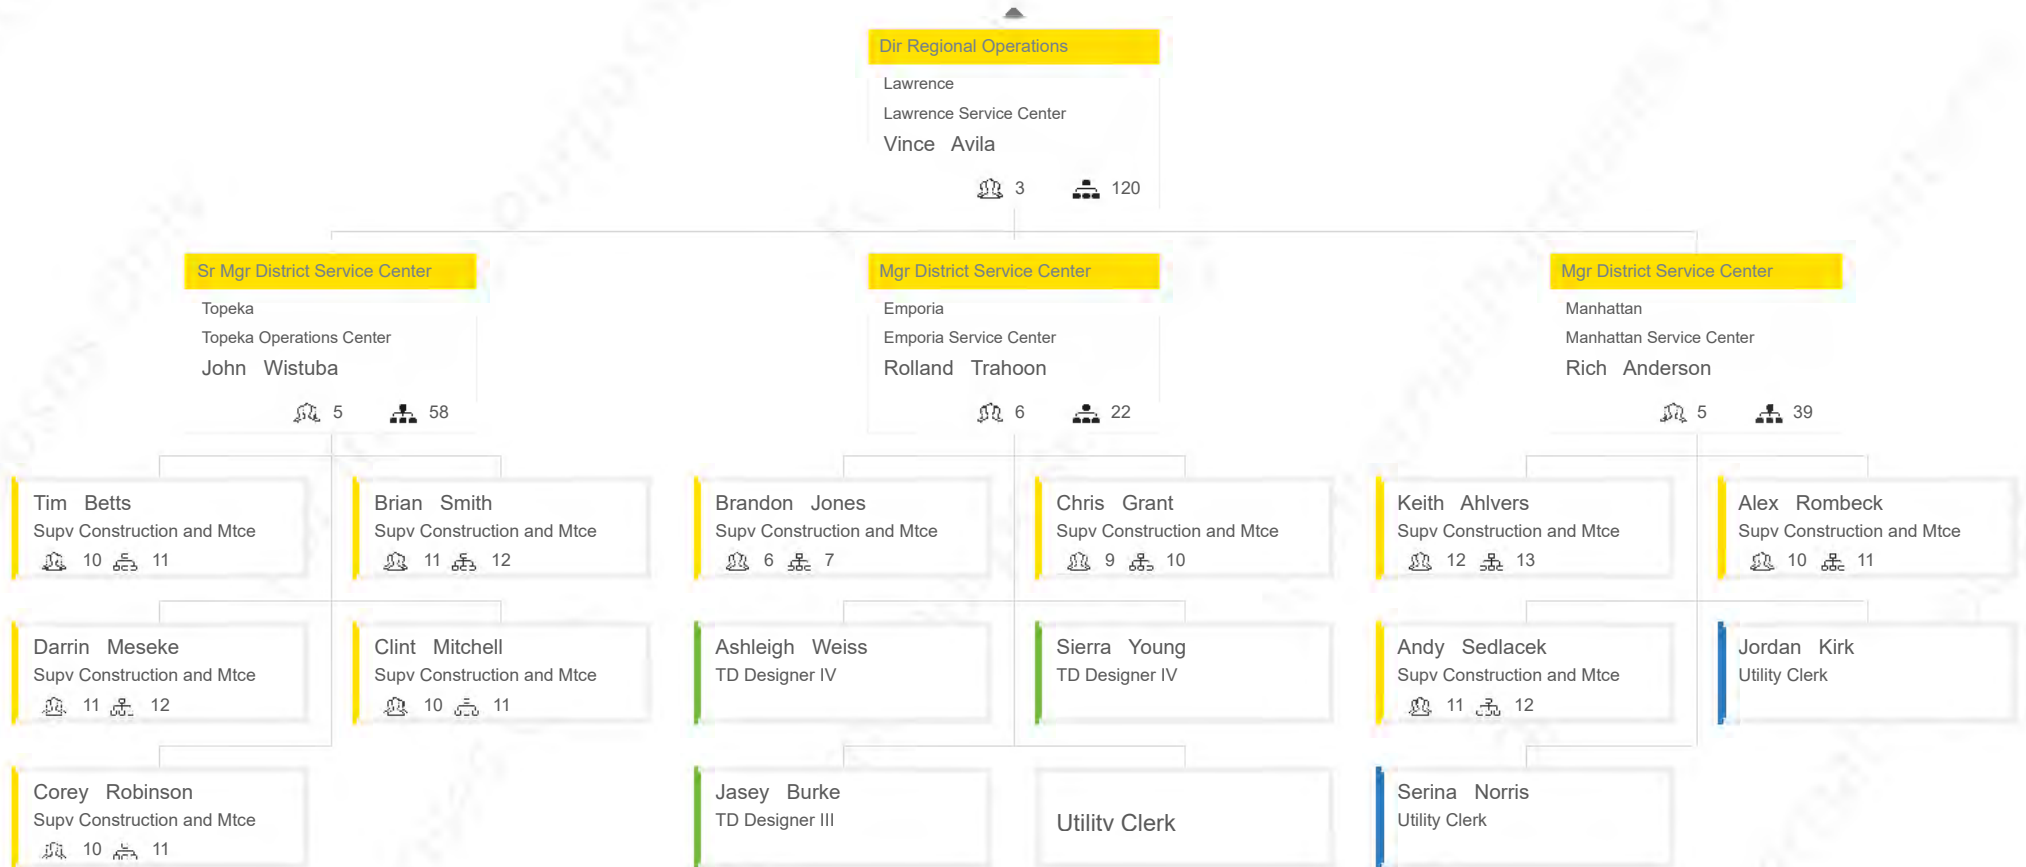 Dir Regional Operations
Lawrence
Lawrence Service Center
Vince Avila
3 120
Sr Mgr District Service Center
Topeka
Topeka Operations Center
John Wistuba
5 58
Mgr District Service Center
Emporia
Emporia Service Center
Rolland Trahoon
6 22
Mgr District Service Center
Manhattan
Manhattan Service Center
Rich Anderson
5 39
Tim Betts
Supv Construction and Mtce
10 11
Brian Smith
Supv Construction and Mtce
11 12
Brandon Jones
Supv Construction and Mtce
6 7
Chris Grant
Supv Construction and Mtce
9 10
Keith Ahlvers
Supv Construction and Mtce
12 13
Alex Rombeck
Supv Construction and Mtce
10 11
Darrin Meseke
Supv Construction and Mtce
11 12
Clint Mitchell
Supv Construction and Mtce
10 11
Ashleigh Weiss
TD Designer IV
Sierra Young
TD Designer IV
Andy Sedlacek
Supv Construction and Mtce
11 12
Jordan Kirk
Utility Clerk
Corey Robinson
Supv Construction and Mtce
10 11
Jasey Burke
TD Designer III
Utility Clerk
Serina Norris
Utility Clerk